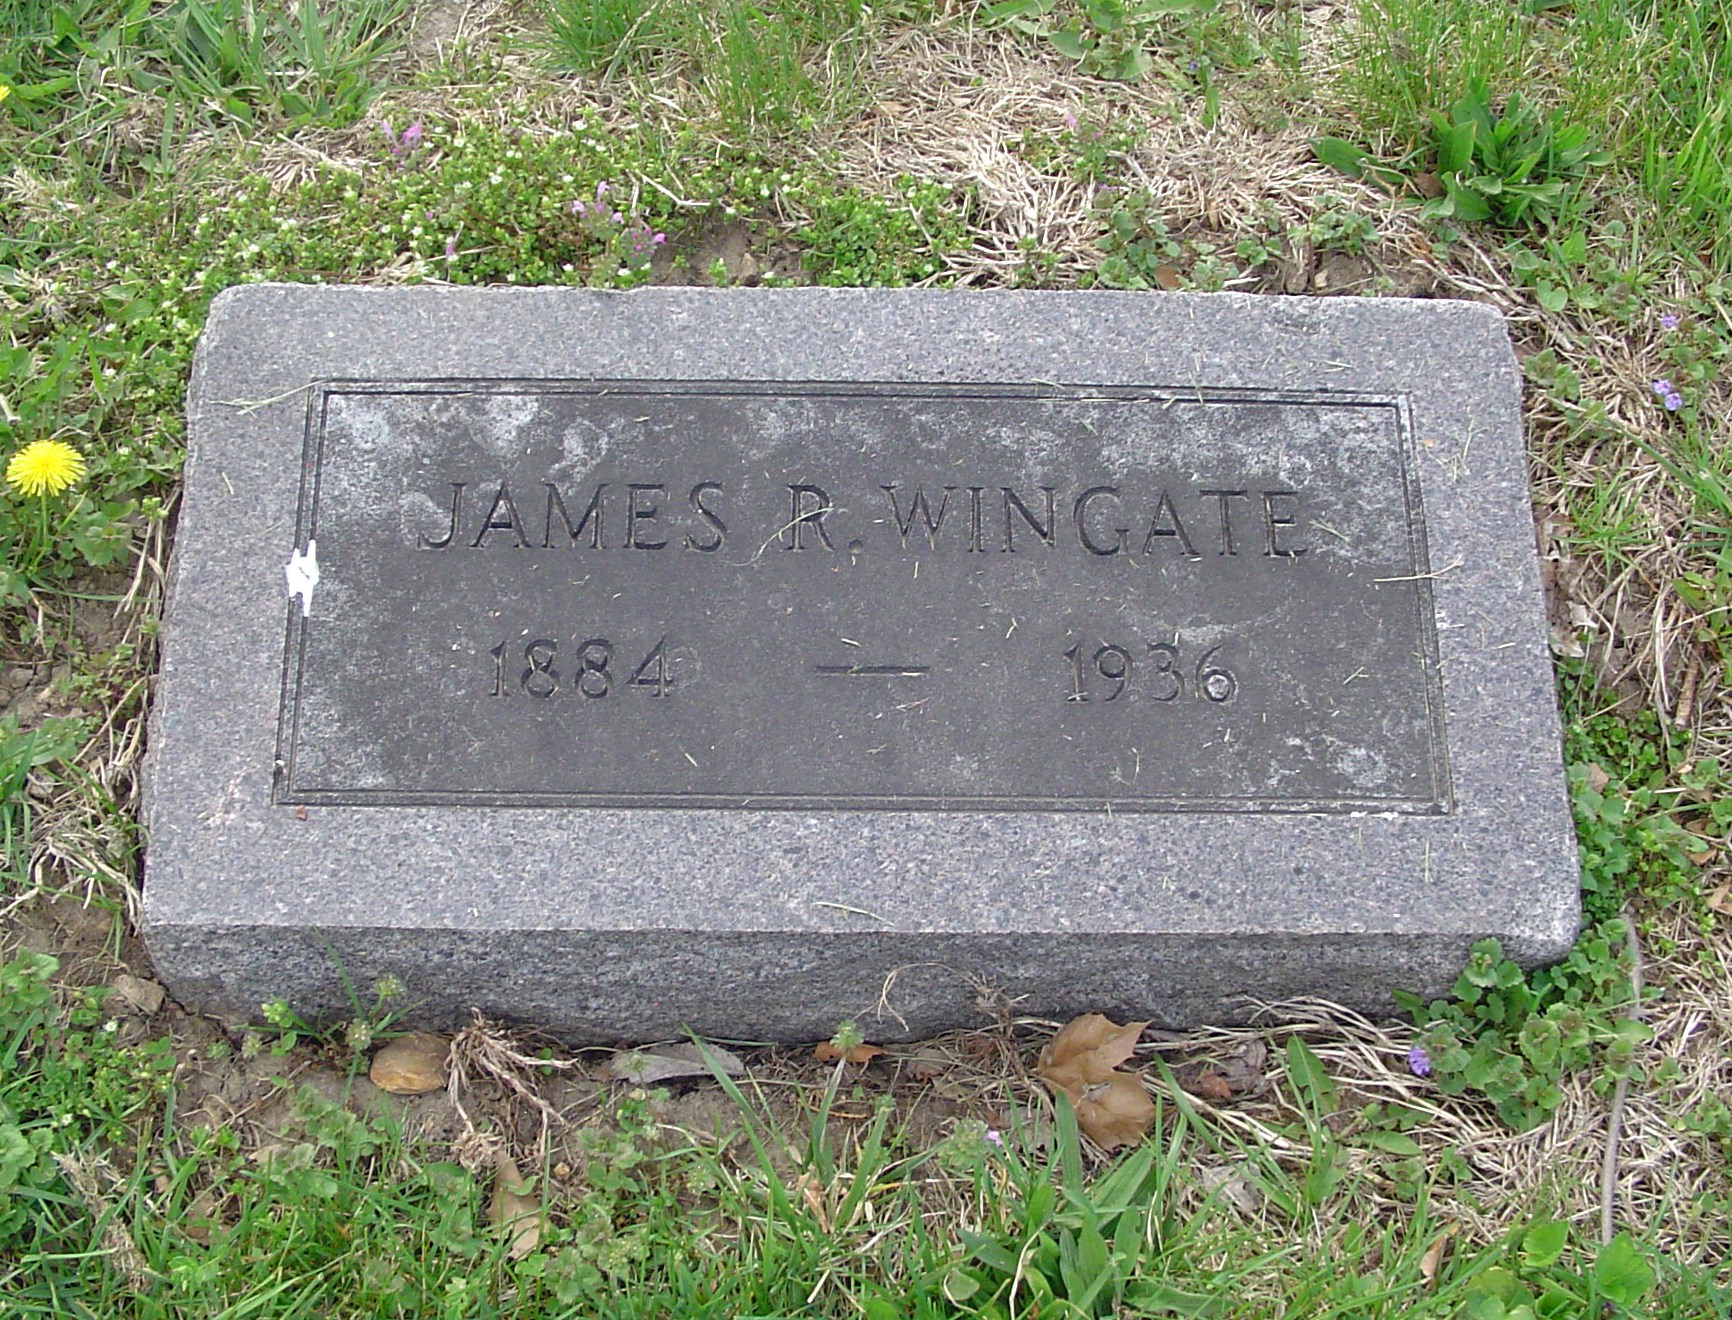 JAMES R. WINGATE
1884 — 1936